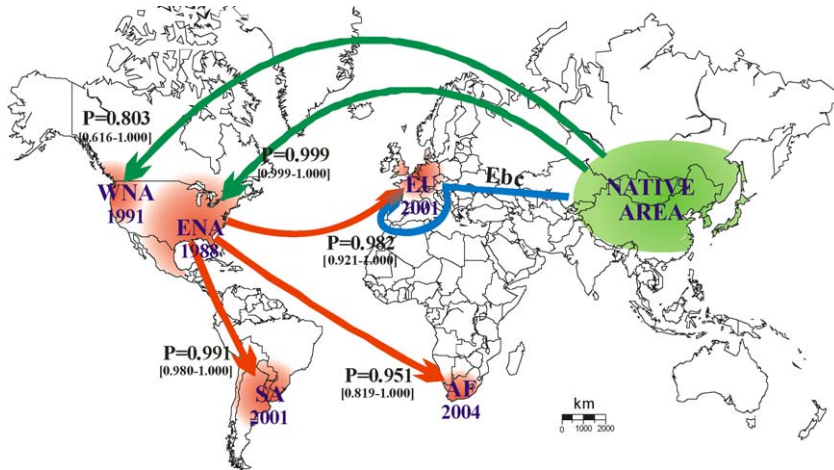 P=0.803
[0.616-1.000]
P=0.999
[0.999-1.000]
WNA
1991
ENA
1988
EU
2001
Ebc
NATIVE
AREA
P=0.982
[0.921-1.000]
P=0.991
[0.980-1.000]
SA
2001
P=0.951
[0.819-1.000]
AF
2004
km
0 500 1000 2000